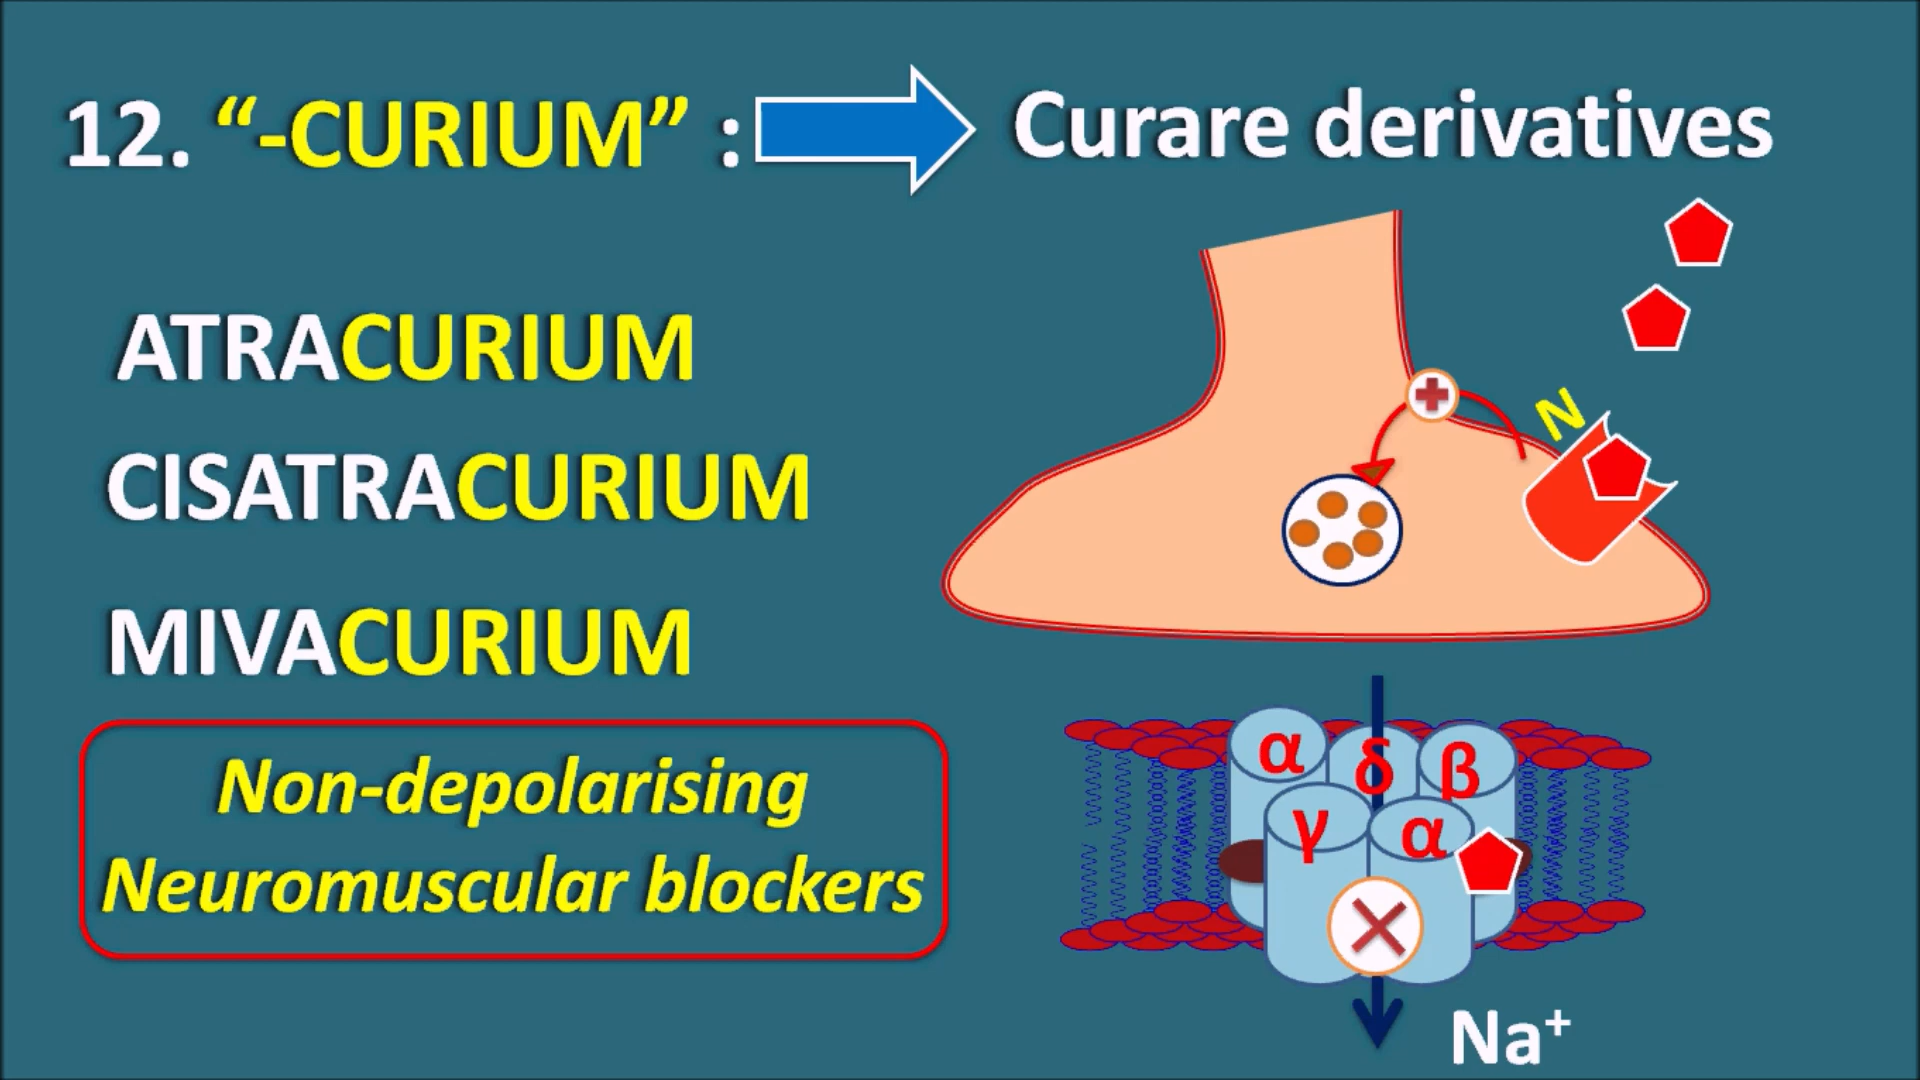 12. “-CURIUM” : Curare derivatives
ATRACURIUM
CISATRACURIUM
MIVACURIUM
Non-depolarising
Neuromuscular blockers
N
α δ β
γ α
Na⁺